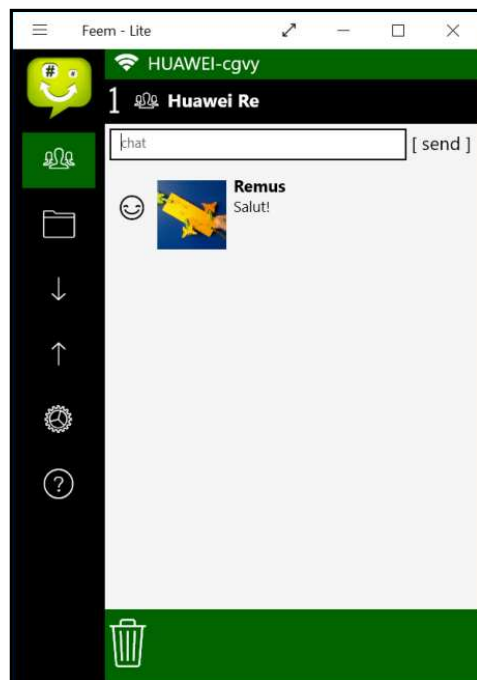 Feem - Lite
#
HUAWEI-cgvy
1 Huawei Re
chat
[ send ]
Remus
Salut!
?